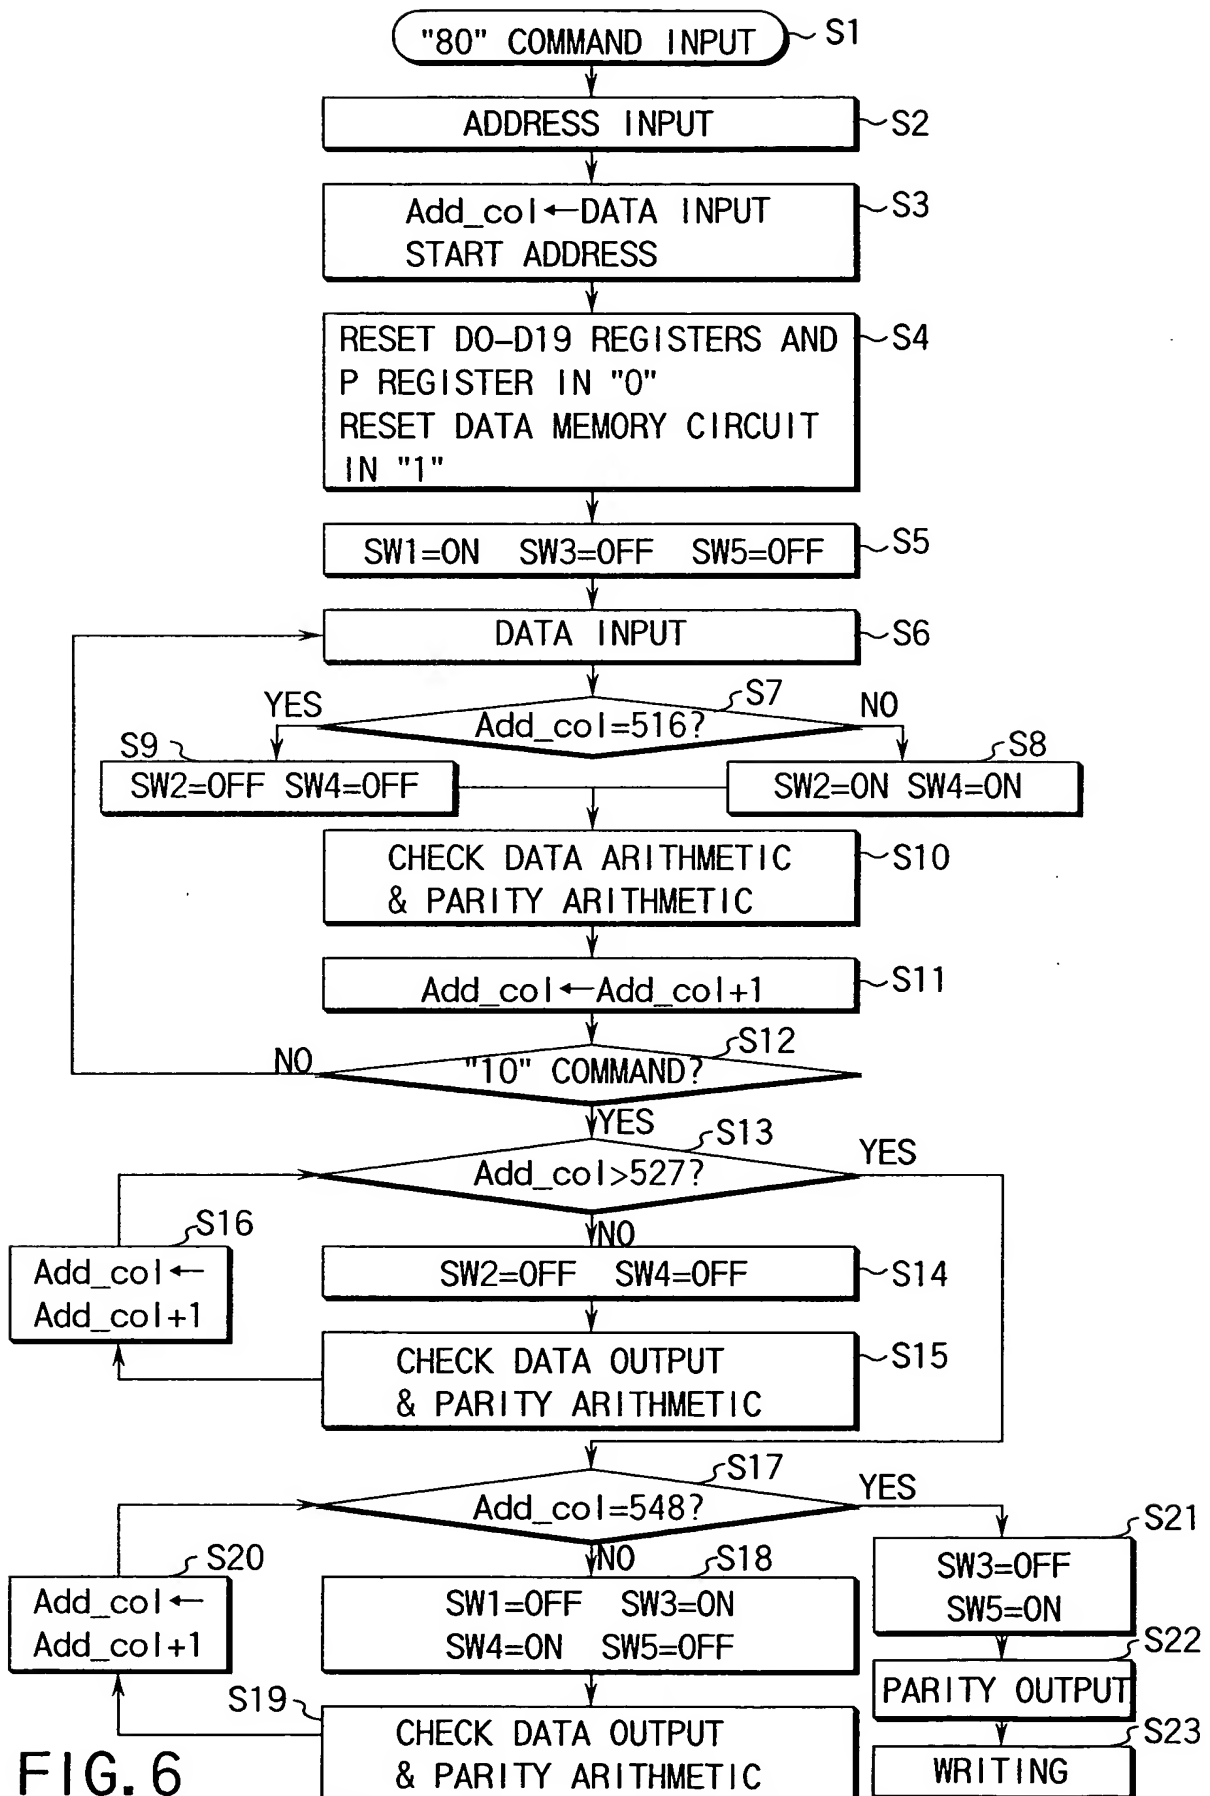 "80" COMMAND INPUT S1
ADDRESS INPUT S2
Add_col←DATA INPUT S3
START ADDRESS
RESET D0-D19 REGISTERS AND S4
P REGISTER IN "0"
RESET DATA MEMORY CIRCUIT
IN "1"
SW1=ON SW3=OFF SW5=OFF S5
DATA INPUT S6
S7
YES Add_col=516? NO
S9 S8
SW2=OFF SW4=OFF SW2=ON SW4=ON
CHECK DATA ARITHMETIC S10
& PARITY ARITHMETIC
Add_col←Add_col+1 S11
S12
NO "10" COMMAND?
YES
S13
Add_col>527? YES
S16
NO
Add_col← SW2=OFF SW4=OFF S14
Add_col+1
CHECK DATA OUTPUT S15
& PARITY ARITHMETIC
S17
Add_col=548? YES
S21
S20 NO S18
SW3=OFF
SW5=ON
Add_col← SW1=OFF SW3=ON
Add_col+1 SW4=ON SW5=OFF
S22
PARITY OUTPUT
S19 S23
CHECK DATA OUTPUT
& PARITY ARITHMETIC
WRITING
FIG. 6